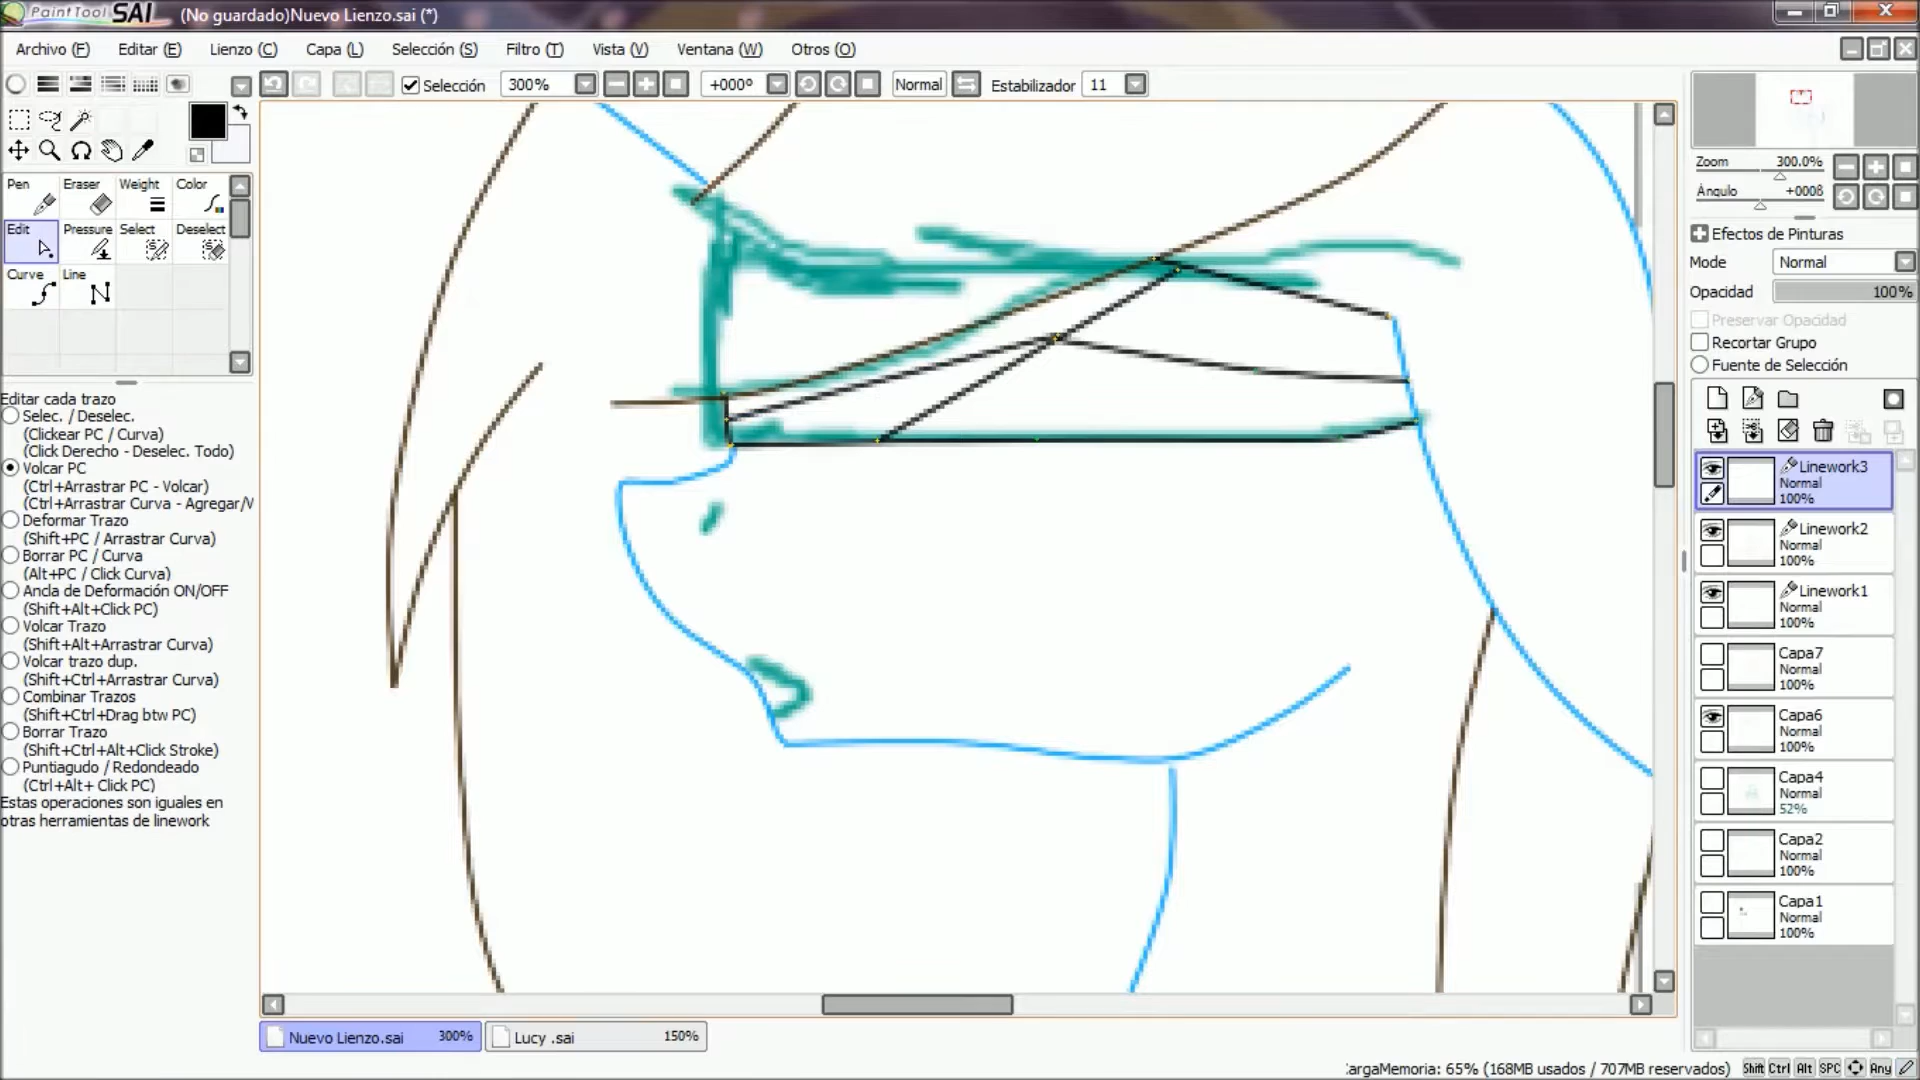 PaintTool SAI (No guardado)Nuevo Lienzo.sai (*)
Archivo (F) Editar (E) Lienzo (C) Capa (L) Selección (S) Filtro (T) Vista (V) Ventana (W) Otros (O)
Selección 300% +000º Normal Estabilizador 11
Pen Eraser Weight Color
Edit Pressure Select Deselect
Curve Line
Editar cada trazo
Selec. / Deselec.
(Clickear PC / Curva)
(Click Derecho - Deselec. Todo)
Volcar PC
(Ctrl+Arrastrar PC - Volcar)
(Ctrl+Arrastrar Curva - Agregar/V
Deformar Trazo
(Shift+PC / Arrastrar Curva)
Borrar PC / Curva
(Alt+PC / Click Curva)
Ancla de Deformación ON/OFF
(Shift+Alt+Click PC)
Volcar Trazo
(Shift+Alt+Arrastrar Curva)
Volcar trazo dup.
(Shift+Ctrl+Arrastrar Curva)
Combinar Trazos
(Shift+Ctrl+Drag btw PC)
Borrar Trazo
(Shift+Ctrl+Alt+Click Stroke)
Puntiagudo / Redondeado
(Ctrl+Alt+ Click PC)
Estas operaciones son iguales en
otras herramientas de linework
Zoom 300.0%
Ángulo +000ß
Efectos de Pinturas
Mode Normal
Opacidad 100%
Preservar Opacidad
Recortar Grupo
Fuente de Selección
Linework3
Normal
100%
Linework2
Normal
100%
Linework1
Normal
100%
Capa7
Normal
100%
Capa6
Normal
100%
Capa4
Normal
52%
Capa2
Normal
100%
Capa1
Normal
100%
Nuevo Lienzo.sai 300% Lucy .sai 150%
argaMemoria: 65% (168MB usados / 707MB reservados) Shift Ctrl Alt SPC Any